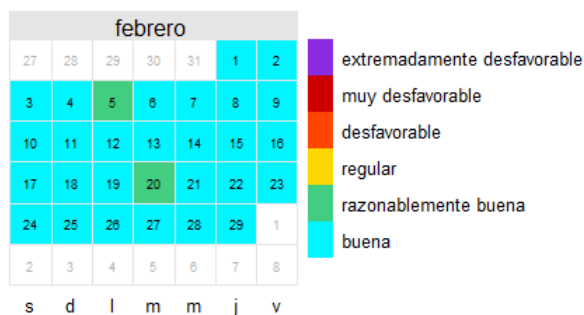 febrero
27 28 29 30 31 1 2
3 4 5 6 7 8 9
10 11 12 13 14 15 16
17 18 19 20 21 22 23
24 25 26 27 28 29 1
2 3 4 5 6 7 8
s d l m m j v
extremadamente desfavorable
muy desfavorable
desfavorable
regular
razonablemente buena
buena